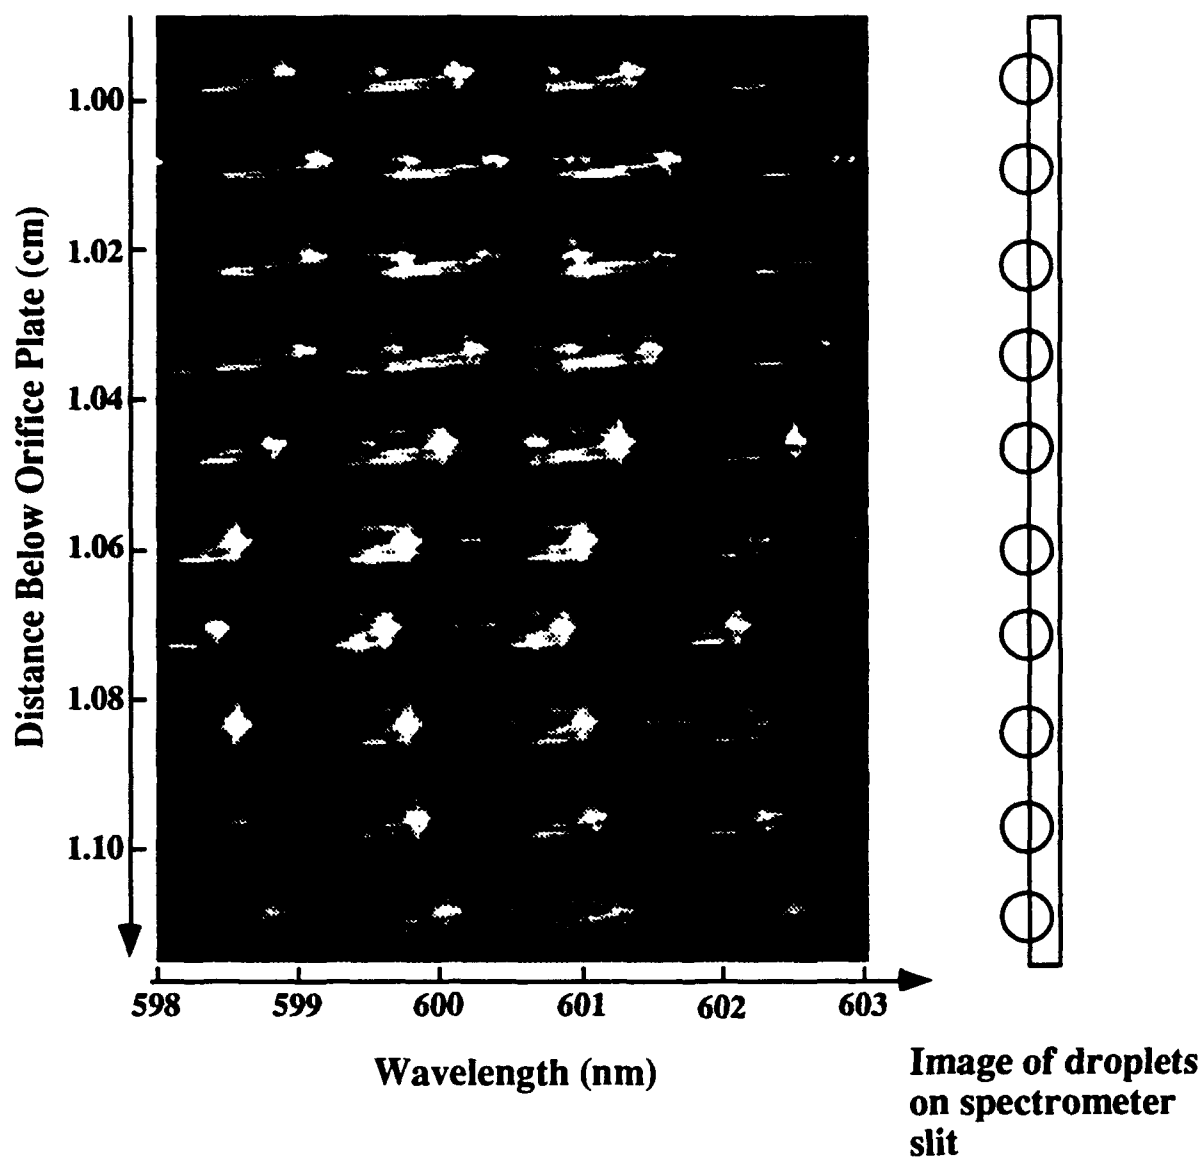 1.00
1.02
1.04
1.06
1.08
1.10
Distance Below Orifice Plate (cm)
598 599 600 601 602 603
Wavelength (nm)
Image of droplets
on spectrometer
slit